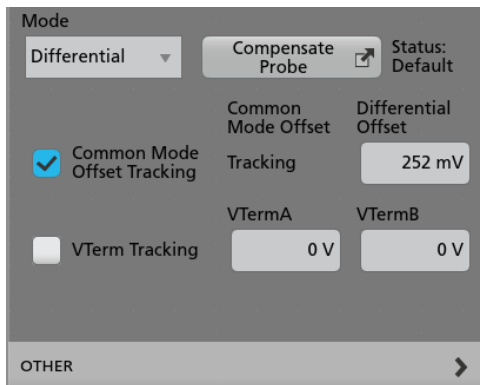 Mode
Differential
Compensate
Probe
Status:
Default
Common
Mode Offset
Differential
Offset
Common Mode
Offset Tracking
Tracking
252 mV
VTermA
VTermB
VTerm Tracking
0 V
0 V
OTHER